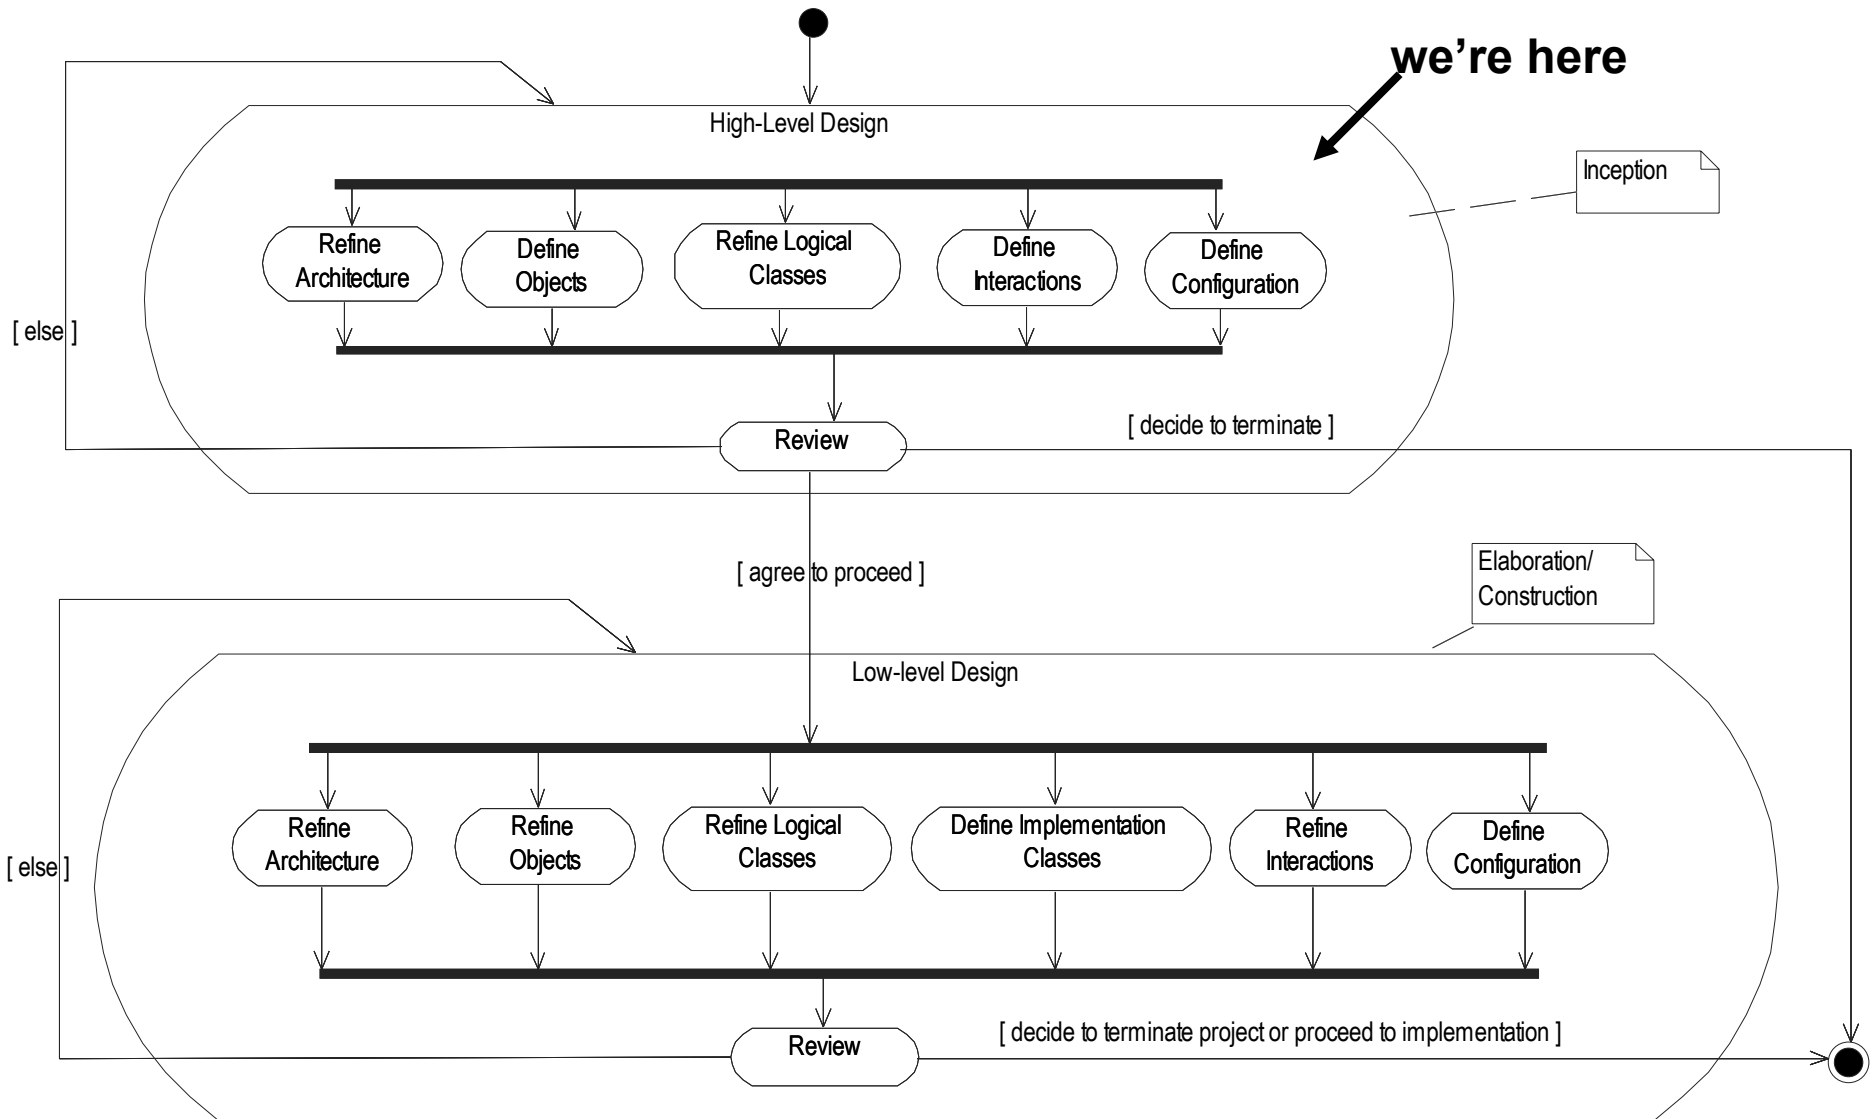 we’re here
High-Level Design
Inception
Refine
Architecture
Define
Objects
Refine Logical
Classes
Define
Interactions
Define
Configuration
[ else ]
Review
[ decide to terminate ]
[ agree to proceed ]
Elaboration/
Construction
Low-level Design
Refine
Architecture
Refine
Objects
Refine Logical
Classes
Define Implementation
Classes
Refine
Interactions
Define
Configuration
[ else ]
Review
[ decide to terminate project or proceed to implementation ]